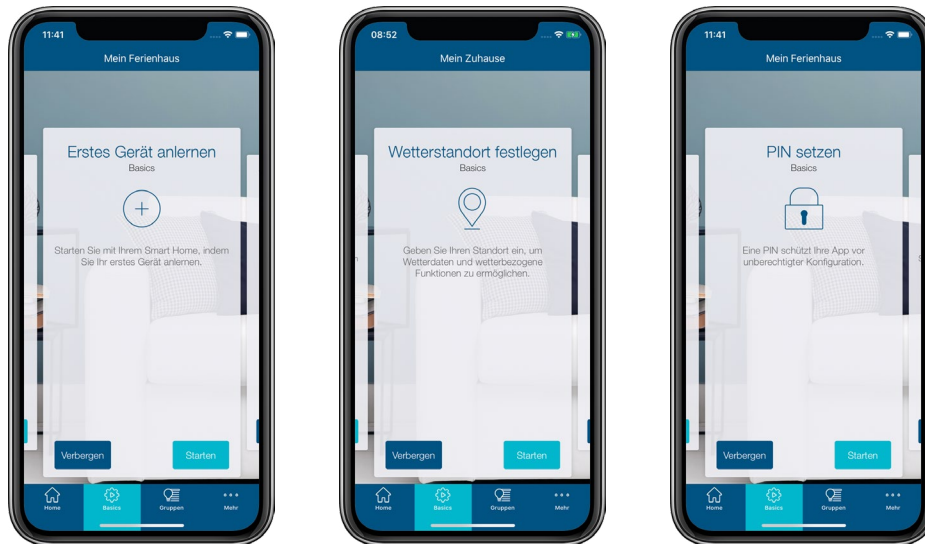 11:41
Mein Ferienhaus
Erstes Gerät anlernen
Basics
Starten Sie mit Ihrem Smart Home, indem
Sie Ihr erstes Gerät anlernen.
Verbergen
Starten
Home
Basics
Gruppen
Mehr
08:52
Mein Zuhause
Wetterstandort festlegen
Basics
Geben Sie Ihren Standort ein, um
Wetterdaten und wetterbezogene
Funktionen zu ermöglichen.
Verbergen
Starten
Home
Basics
Gruppen
Mehr
11:41
Mein Ferienhaus
PIN setzen
Basics
Eine PIN schützt Ihre App vor
unberechtigter Konfiguration.
Verbergen
Starten
Home
Basics
Gruppen
Mehr